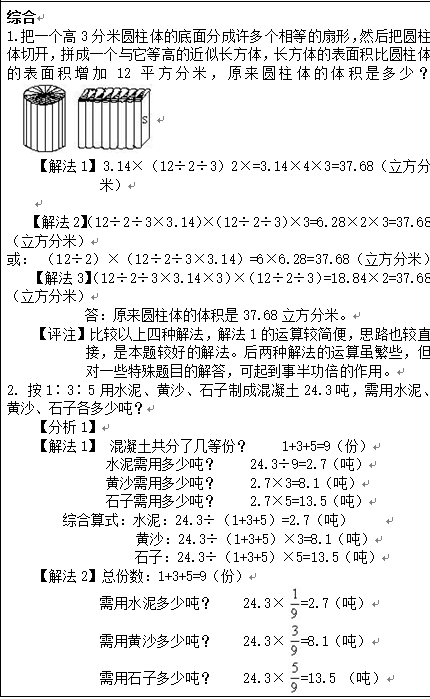 综合
1.把一个高3分米圆柱体的底面分成许多个相等的扇形,然后把圆柱
体切开,拼成一个与它等高的近似长方体,长方体的表面积比圆柱体
的表面积增加12平方分米,原来圆柱体的体积是多少?
S
【解法1】3.14×(12÷2÷3)2×=3.14×4×3=37.68(立方分
米)
【解法2】(12÷2÷3×3.14)×(12÷2÷3)×3=6.28×2×3=37.68
(立方分米)
或:(12÷2)×(12÷2÷3×3.14)=6×6.28=37.68(立方分米)
【解法3】(12÷2÷3×3.14×3)×(12÷2÷3)=18.84×2=37.68
(立方分米)
答:原来圆柱体的体积是37.68立方分米。
【评注】比较以上四种解法,解法1的运算较简便,思路也较直
接,是本题较好的解法。后两种解法的运算虽繁些,但
对一些特殊题目的解答,可起到事半功倍的作用。
2. 按1:3:5用水泥、黄沙、石子制成混凝土24.3吨,需用水泥、
黄沙、石子各多少吨?
【分析1】
【解法1】 混凝土共分了几等份? 1+3+5=9(份)
水泥需用多少吨? 24.3÷9=2.7(吨)
黄沙需用多少吨? 2.7×3=8.1(吨)
石子需用多少吨? 2.7×5=13.5(吨)
综合算式:水泥:24.3÷(1+3+5)=2.7(吨)
黄沙:24.3÷(1+3+5)×3=8.1(吨)
石子:24.3÷(1+3+5)×5=13.5(吨)
【解法2】总份数:1+3+5=9(份)
需用水泥多少吨? 24.3×1/9=2.7(吨)
需用黄沙多少吨? 24.3×3/9=8.1(吨)
需用石子多少吨? 24.3×5/9=13.5 (吨)